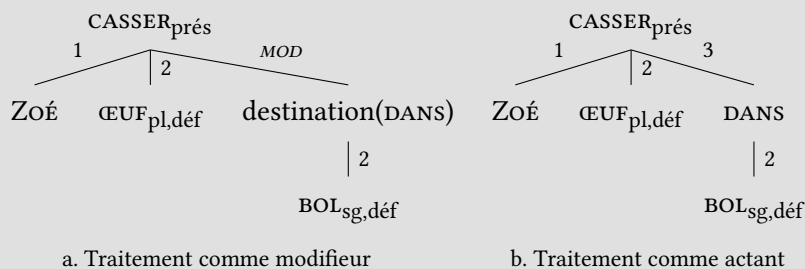 CASSERprés CASSERprés
1 2 MOD 1 2 3
ZOÉ ŒUFpl,déf destination(DANS) ZOÉ ŒUFpl,déf DANS
2 2
BOLsg,déf BOLsg,déf
a. Traitement comme modifieur b. Traitement comme actant